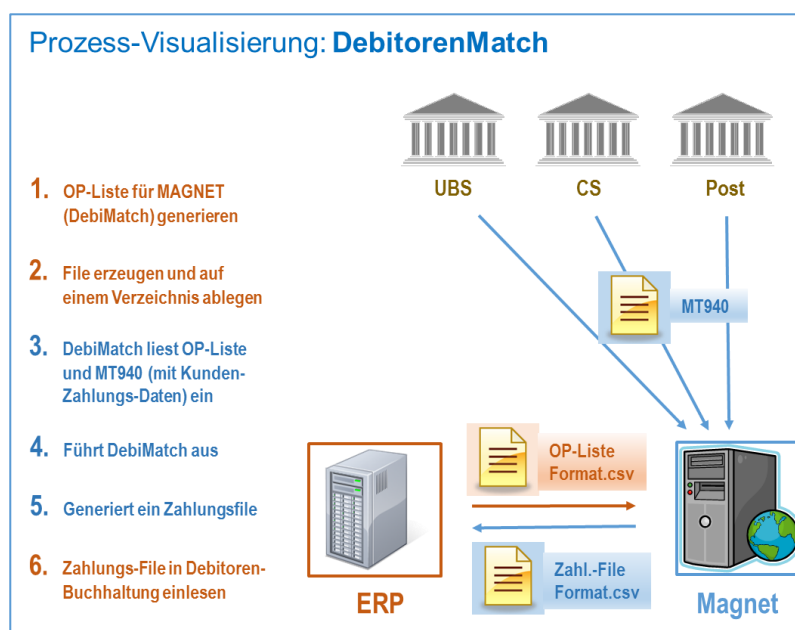 Prozess-Visualisierung: DebitorenMatch
UBS
CS
Post
1. OP-Liste für MAGNET
(DebiMatch) generieren
2. File erzeugen und auf
einem Verzeichnis ablegen
MT940
3. DebiMatch liest OP-Liste
und MT940 (mit Kunden-
Zahlungs-Daten) ein
4. Führt DebiMatch aus
5. Generiert ein Zahlungsfile
6. Zahlungs-File in Debitoren-
Buchhaltung einlesen
OP-Liste
Format.csv
Zahl.-File
Format.csv
ERP
Magnet